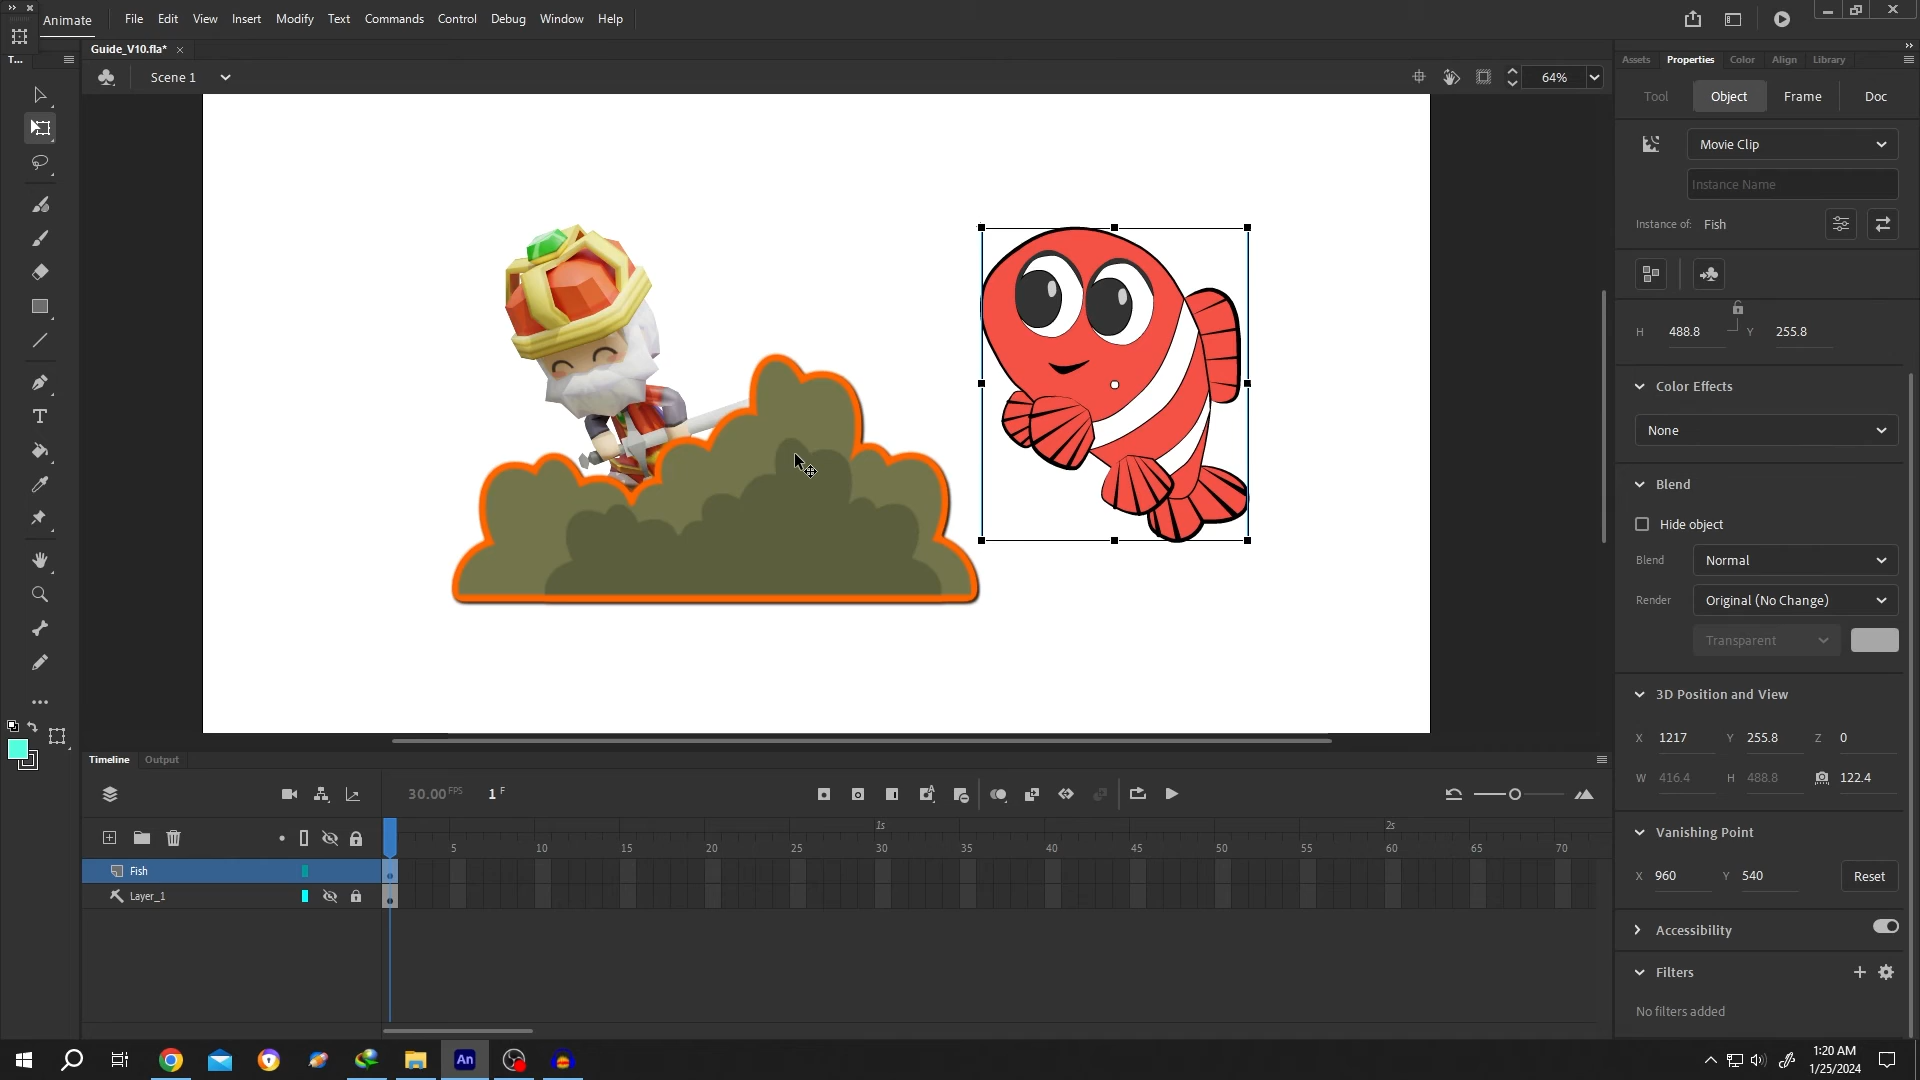 Animate File Edit View Insert Modify Text Commands Control Debug Window Help
Guide_V10.fla*
T...
Assets Properties Color Align Library
Scene 1
64%
Tool Object Frame Doc
Movie Clip
Instance Name
Instance of: Fish
H 488.8 Y 255.8
Color Effects
None
Blend
Hide object
Blend Normal
Render Original (No Change)
Transparent
3D Position and View
X 1217 Y 255.8 Z 0
W 416.4 H 488.8 122.4
Vanishing Point
X 960 Y 540 Reset
Accessibility
Filters
No filters added
Timeline Output
30.00 FPS 1 F
1s 2s
5 10 15 20 25 30 35 40 45 50 55 60 65 70
Fish
Layer_1
An
1:20 AM
1/25/2024